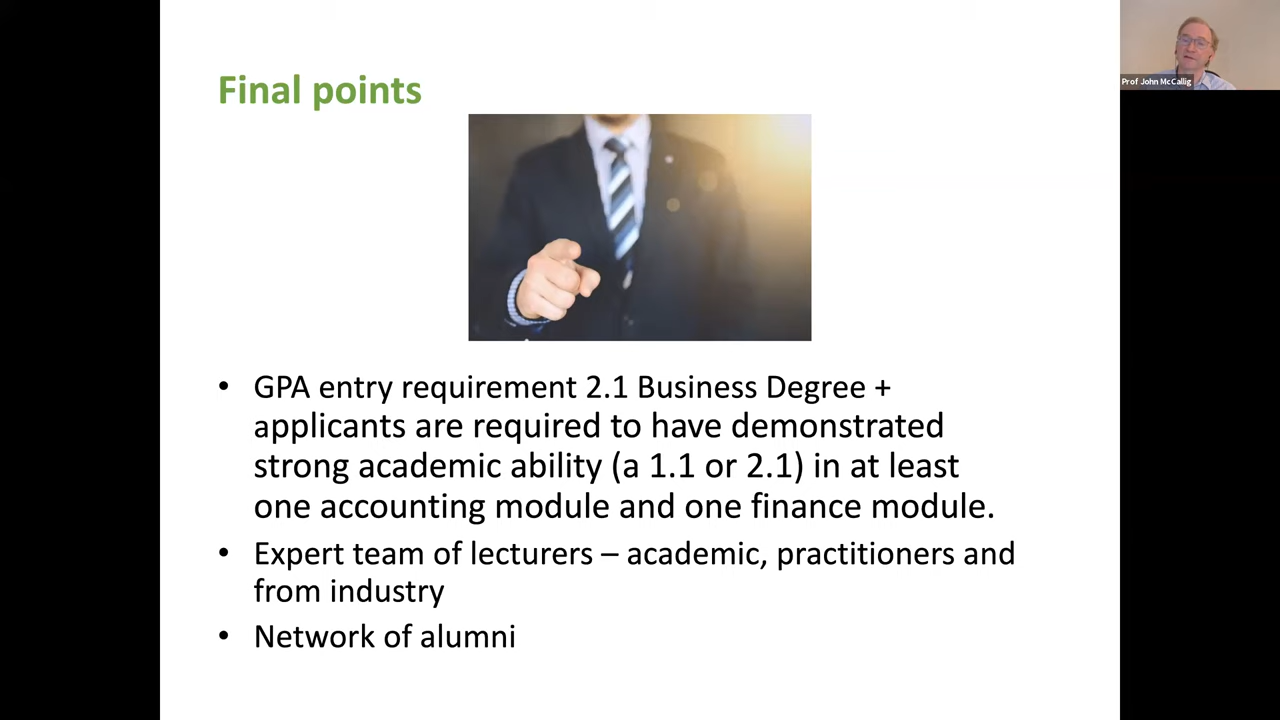 Final points
Prof John McCallig
• GPA entry requirement 2.1 Business Degree +
applicants are required to have demonstrated
strong academic ability (a 1.1 or 2.1) in at least
one accounting module and one finance module.
• Expert team of lecturers – academic, practitioners and
from industry
• Network of alumni